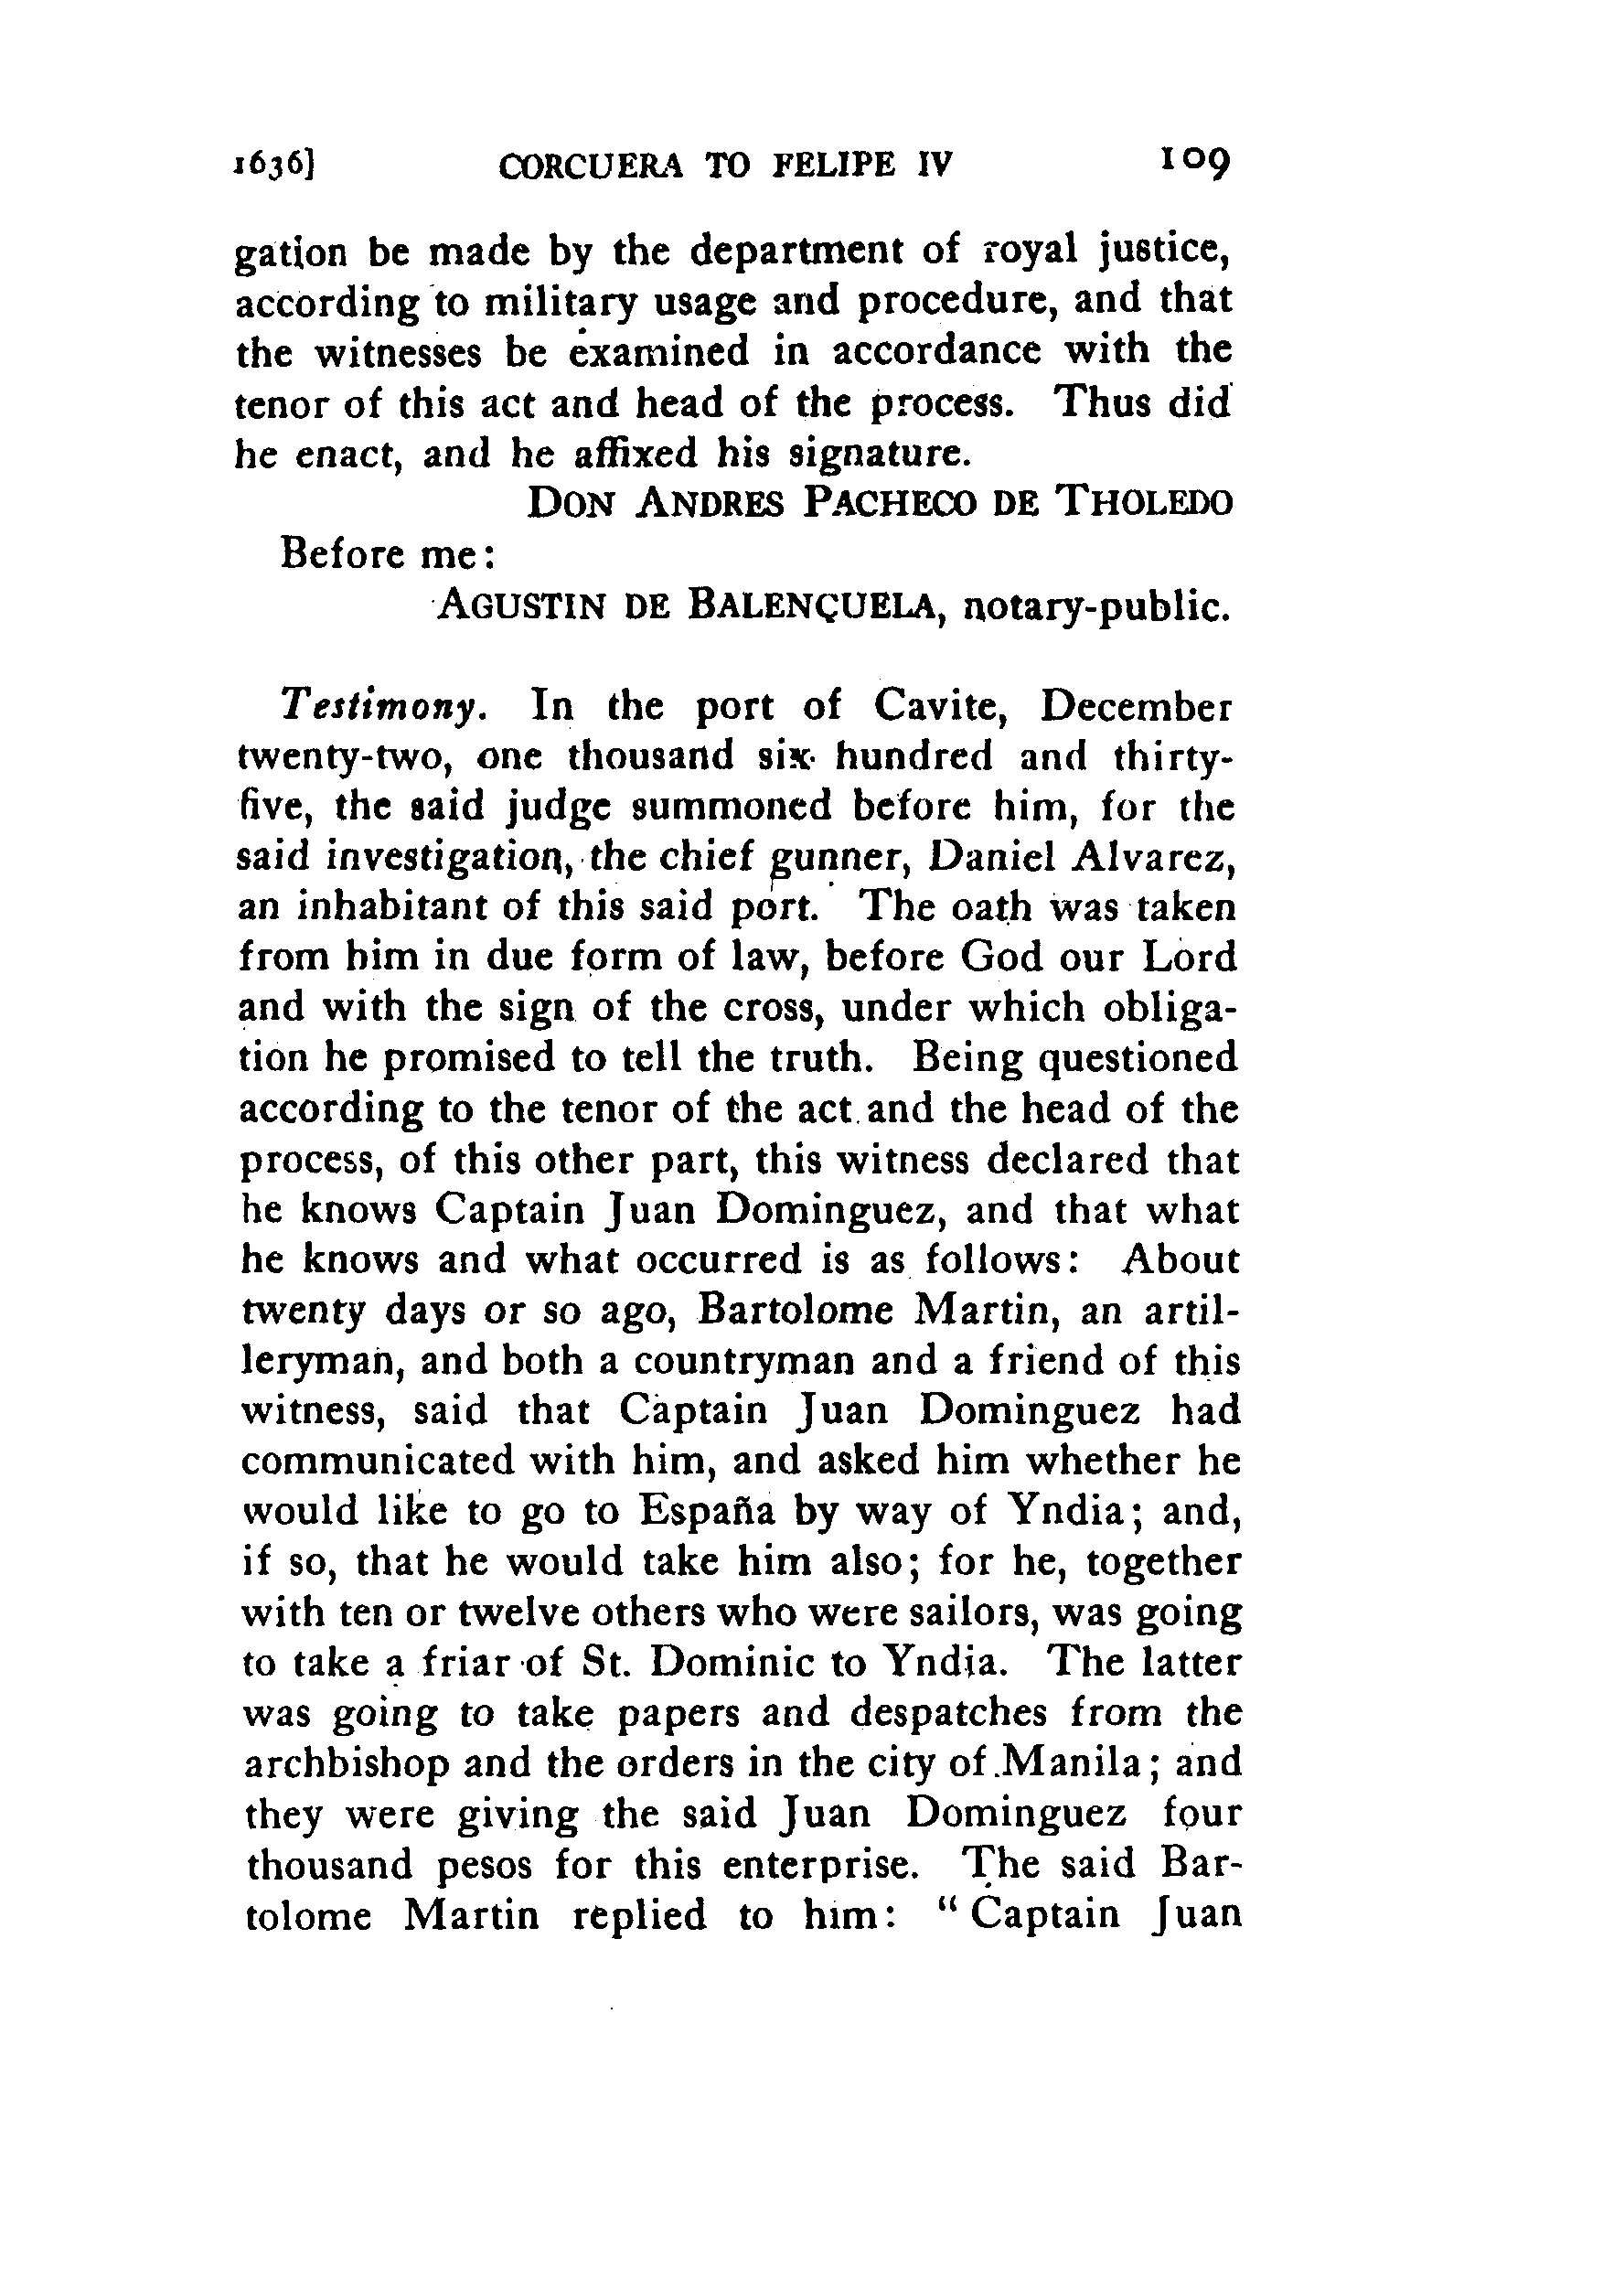 1636] CORCUERA TO FELIPE IV 109
gation be made by the department of royal justice,
according to military usage and procedure, and that
the witnesses be examined in accordance with the
tenor of this act and head of the process. Thus did
he enact, and he affixed his signature.
DON ANDRES PACHECO DE THOLEDO
Before me:
AGUSTIN DE BALENÇUELA, notary-public.
Testimony. In the port of Cavite, December
twenty-two, one thousand six hundred and thirty-
five, the said judge summoned before him, for the
said investigation, the chief gunner, Daniel Alvarez,
an inhabitant of this said port. The oath was taken
from him in due form of law, before God our Lord
and with the sign of the cross, under which obliga-
tion he promised to tell the truth. Being questioned
according to the tenor of the act and the head of the
process, of this other part, this witness declared that
he knows Captain Juan Dominguez, and that what
he knows and what occurred is as follows: About
twenty days or so ago, Bartolome Martin, an artil-
leryman, and both a countryman and a friend of this
witness, said that Captain Juan Dominguez had
communicated with him, and asked him whether he
would like to go to España by way of Yndia; and,
if so, that he would take him also; for he, together
with ten or twelve others who were sailors, was going
to take a friar of St. Dominic to Yndia. The latter
was going to take papers and despatches from the
archbishop and the orders in the city of Manila; and
they were giving the said Juan Dominguez four
thousand pesos for this enterprise. The said Bar-
tolome Martin replied to him: "Captain Juan